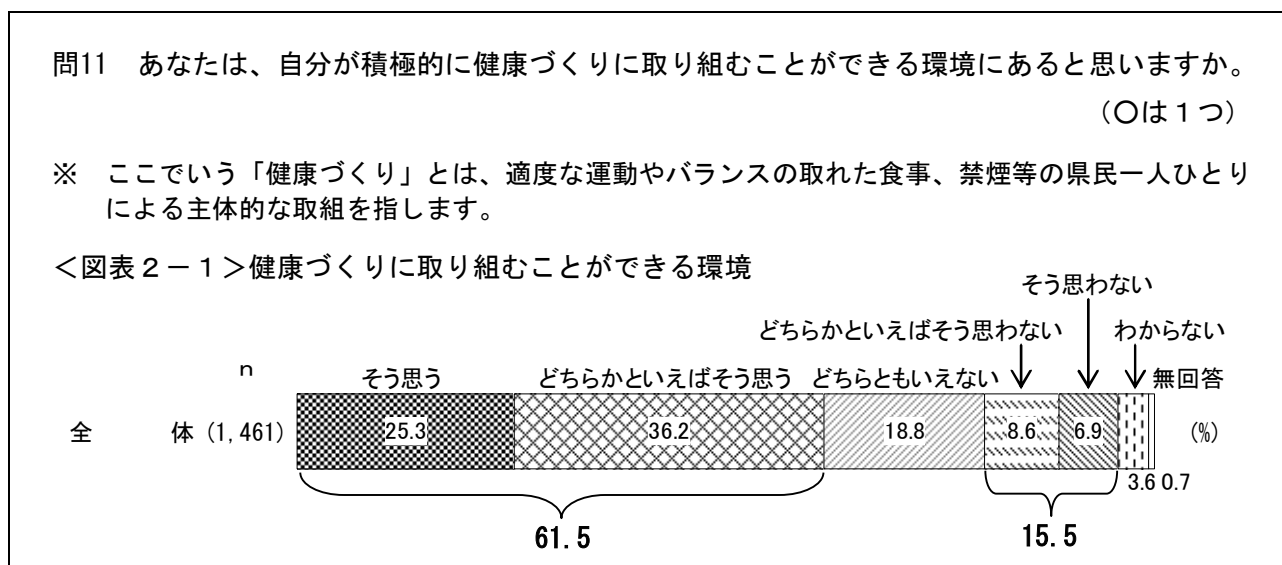 問11　あなたは、自分が積極的に健康づくりに取り組むことができる環境にあると思いますか。
（○は１つ）
※　ここでいう「健康づくり」とは、適度な運動やバランスの取れた食事、禁煙等の県民一人ひとり
による主体的な取組を指します。
＜図表２－１＞健康づくりに取り組むことができる環境
そう思わない
どちらかといえばそう思わない
わからない
n
そう思う
どちらかといえばそう思う
どちらともいえない
無回答
全　体 (1,461)
25.3
36.2
18.8
8.6
6.9
(%)
3.6
0.7
61.5
15.5